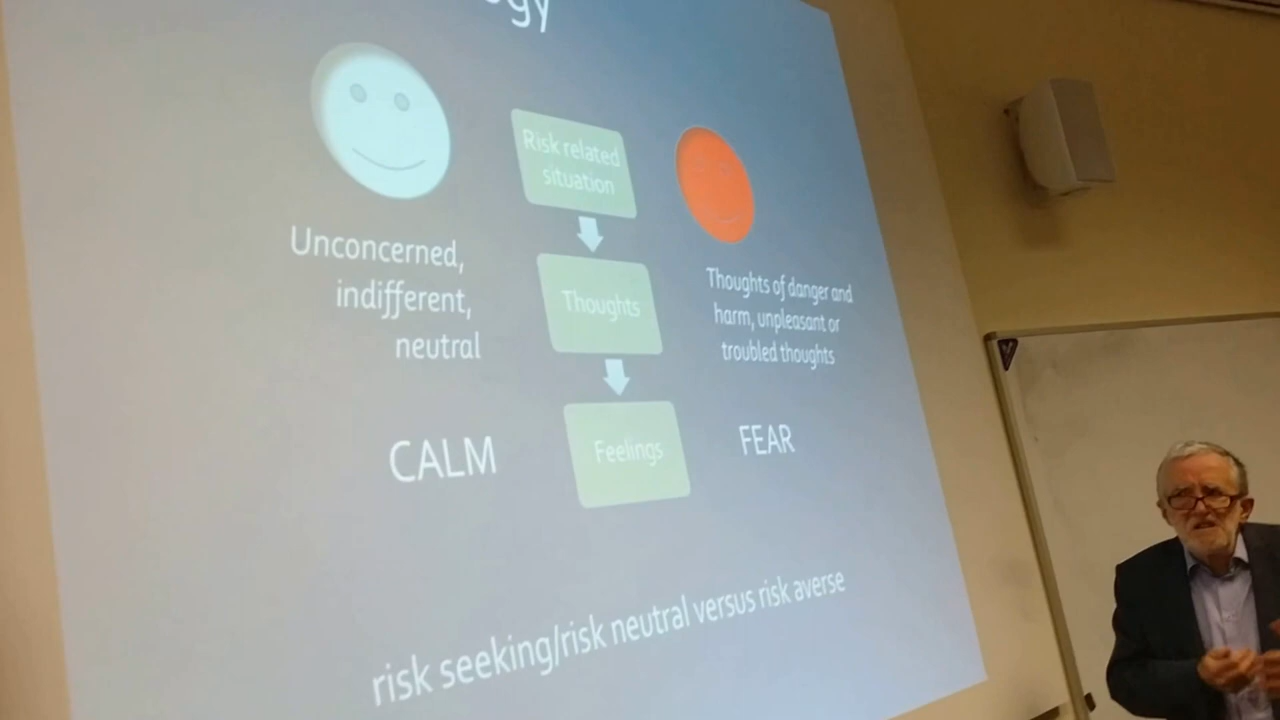 Risk related
situation
Unconcerned,
indifferent,
neutral
Thoughts
Thoughts of danger and
harm, unpleasant or
troubled thoughts
CALM
Feelings
FEAR
risk seeking/risk neutral versus risk averse